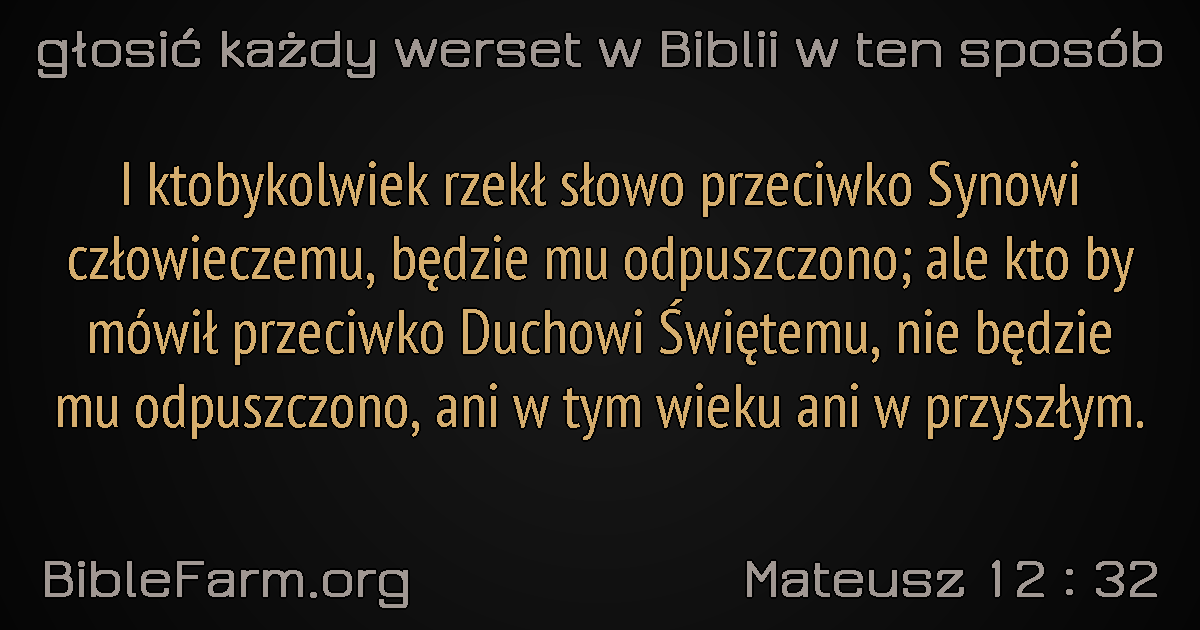 głosić każdy werset w Biblii w ten sposób
I ktobykolwiek rzekł słowo przeciwko Synowi
człowieczemu, będzie mu odpuszczono; ale kto by
mówił przeciwko Duchowi Świętemu, nie będzie
mu odpuszczono, ani w tym wieku ani w przyszłym.
BibleFarm.org
Mateusz 12 : 32